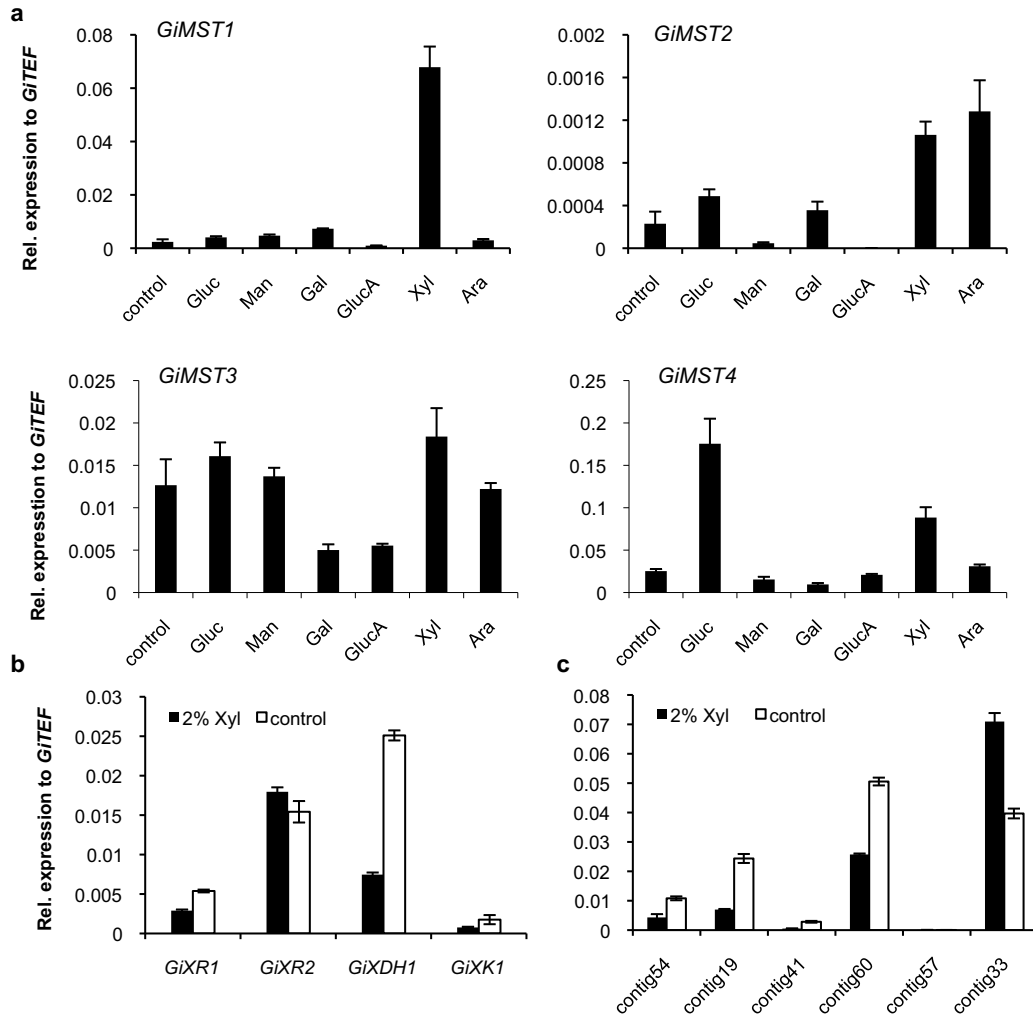 a
GiMST1
GiMST2
Rel. expression to GiTEF
0.08
0.06
0.04
0.02
0
control Gluc Man Gal GlucA Xyl Ara
0.002
0.0016
0.0012
0.0008
0.0004
0
control Gluc Man Gal GlucA Xyl Ara
GiMST3
GiMST4
Rel. expresstion to GiTEF
0.025
0.02
0.015
0.01
0.005
0
control Gluc Man Gal GlucA Xyl Ara
0.25
0.2
0.15
0.1
0.05
0
control Gluc Man Gal GlucA Xyl Ara
b
Rel. expression to GiTEF
2% Xyl control
0.03
0.025
0.02
0.015
0.01
0.005
0
GiXR1 GiXR2 GiXDH1 GiXK1
c
2% Xyl control
0.08
0.07
0.06
0.05
0.04
0.03
0.02
0.01
0
contig54 contig19 contig41 contig60 contig57 contig33